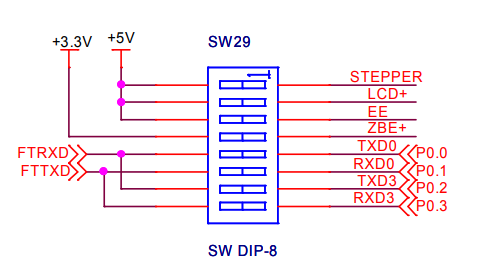 +3.3V
+5V
SW29
STEPPER
LCD+
EE
ZBE+
FTRXD
TXD0
P0.0
FTTXD
RXD0
P0.1
TXD3
P0.2
RXD3
P0.3
SW DIP-8